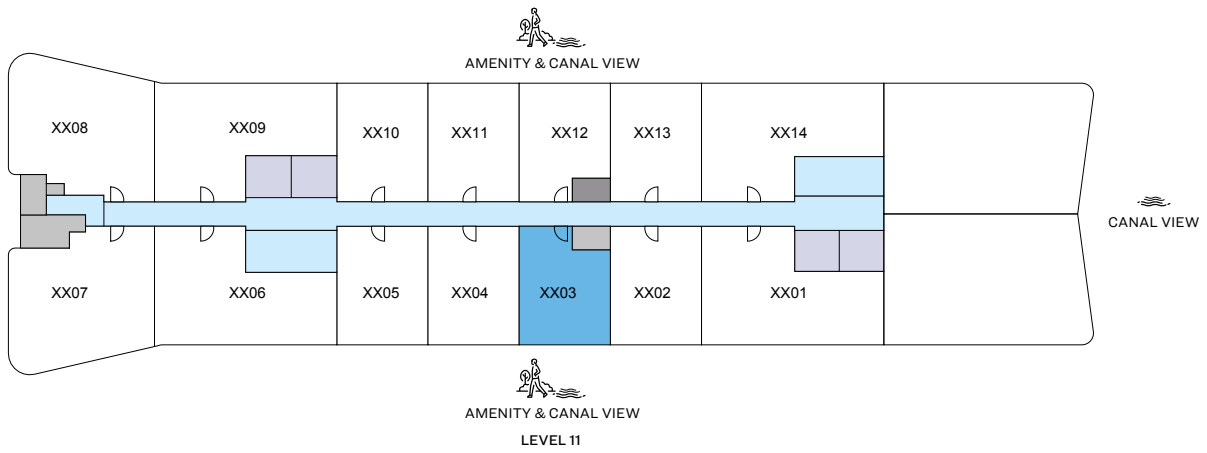 AMENITY & CANAL VIEW
XX08
XX09
XX10
XX11
XX12
XX13
XX14
CANAL VIEW
XX07
XX06
XX05
XX04
XX03
XX02
XX01
AMENITY & CANAL VIEW
LEVEL 11